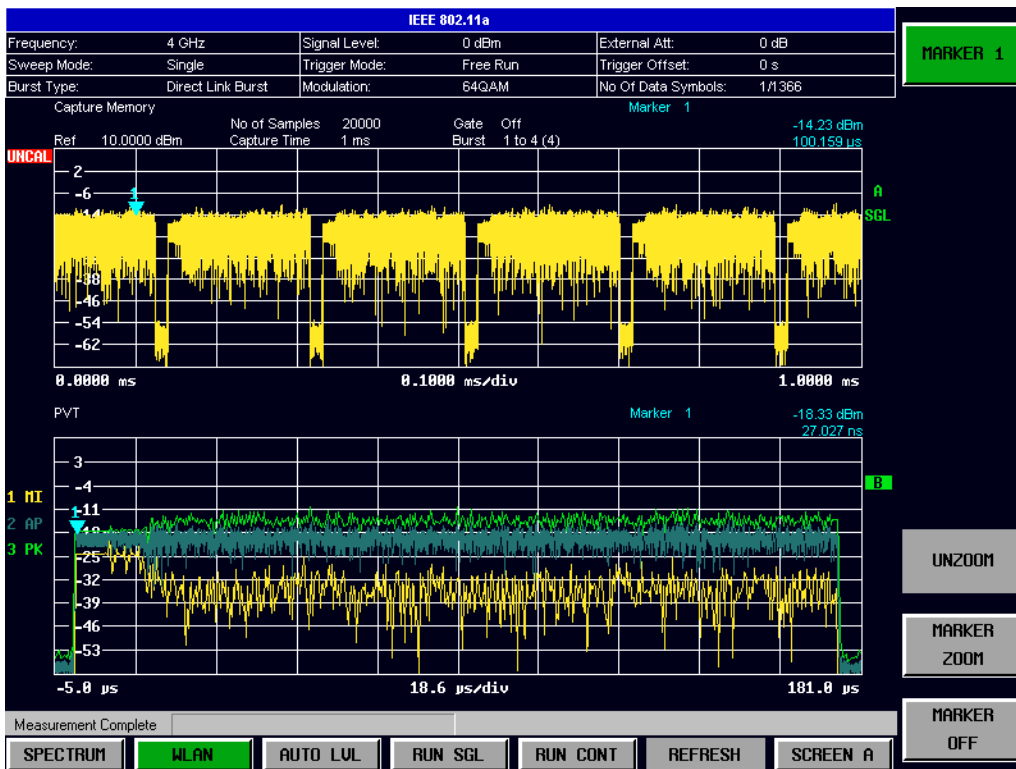 IEEE 802.11a
Frequency: 4 GHz Signal Level: 0 dBm External Att: 0 dB
Sweep Mode: Single Trigger Mode: Free Run Trigger Offset: 0 s
Burst Type: Direct Link Burst Modulation: 64QAM No Of Data Symbols: 1/1366
MARKER 1
Capture Memory Marker 1
No of Samples 20000 Gate Off -14.23 dBm
Ref 10.0000 dBm Capture Time 1 ms Burst 1 to 4 (4) 100.159 µs
UNCAL
2
-6
A
1
-14
SGL
-38
-46
-54
-62
0.0000 ms 0.1000 ms/div 1.0000 ms
PVT Marker 1 -18.33 dBm
27.027 ns
3
-4
B
1 MI
-11
1
2 AP
-18
3 PK
-25
-32
-39
-46
-53
-5.0 µs 18.6 µs/div 181.0 µs
UNZOOM
MARKER
ZOOM
MARKER
OFF
Measurement Complete
SPECTRUM WLAN AUTO LVL RUN SGL RUN CONT REFRESH SCREEN A